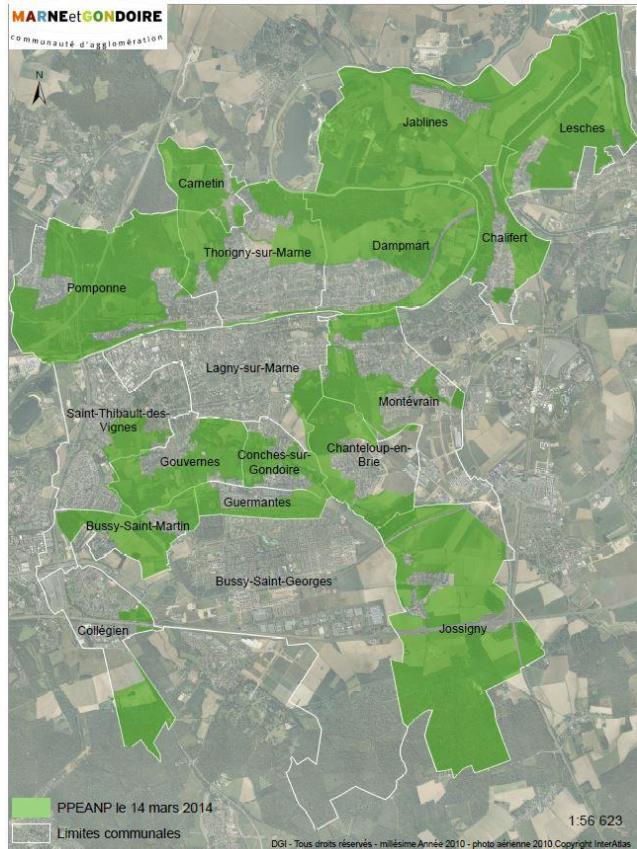 MARNEetGONDOIRE
communauté d'agglomération
N
Jablines
Lesches
Carnetin
Thorigny-sur-Marne
Dampmart
Chalifert
Pomponne
Lagny-sur-Marne
Montévrain
Saint-Thibault-des-
Vignes
Gouvernes
Conches-sur-
Gondoire
Chanteloup-en-
Brie
Guermantes
Bussy-Saint-Martin
Bussy-Saint-Georges
Collégien
Jossigny
PPEANP le 14 mars 2014
Limites communales
1:56 623
DGI - Tous droits réservés - millésime Année 2010 - photo aérienne 2010 Copyright InterAtlas